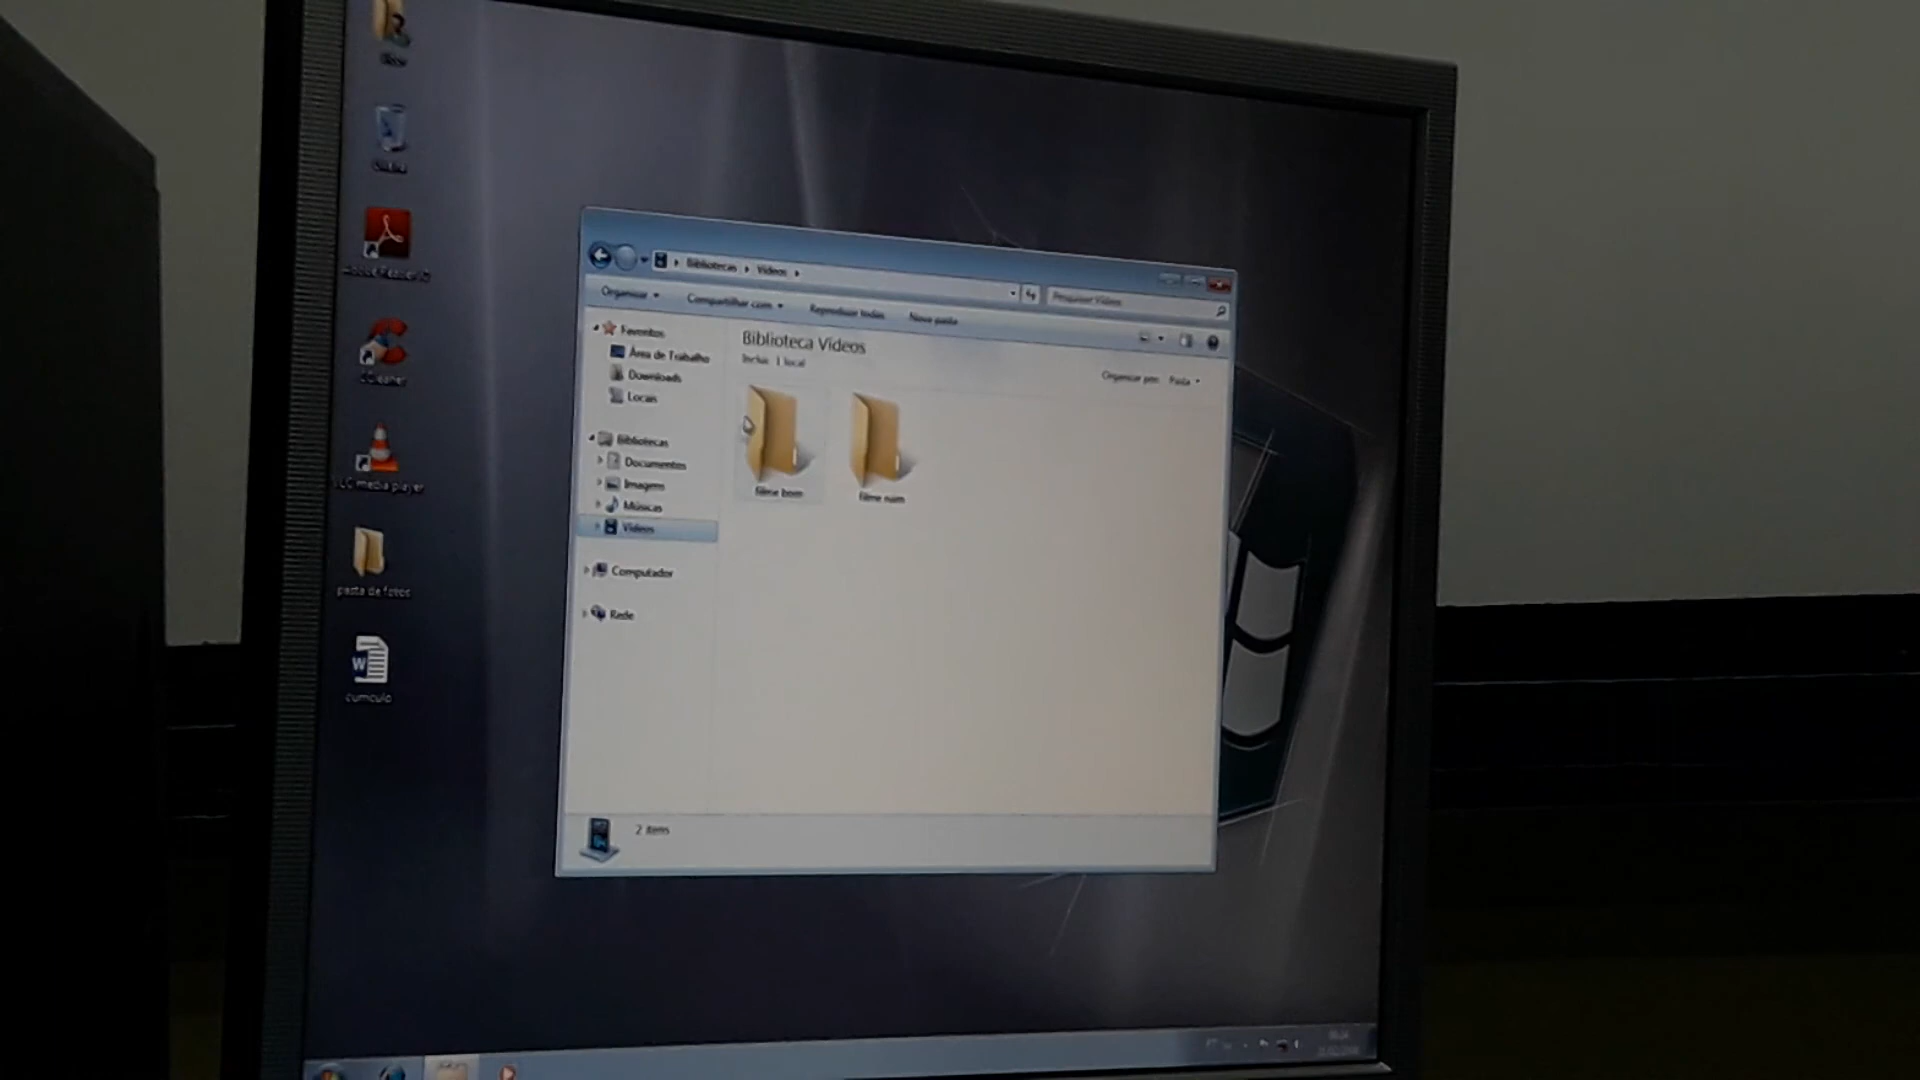 Adobe Reader XI
CCleaner
VLC media player
pasta de fotos
curriculo
Bibliotecas
Vídeos
Organizar
Compartilhar com
Reproduzir todas
Nova pasta
Pesquisar Vídeos
Favoritos
Área de Trabalho
Downloads
Locais
Bibliotecas
Documentos
Imagens
Músicas
Vídeos
Computador
Rede
Biblioteca Vídeos
Inclui: 1 local
Organizar por: Pasta
filme bom
filme ruim
2 itens